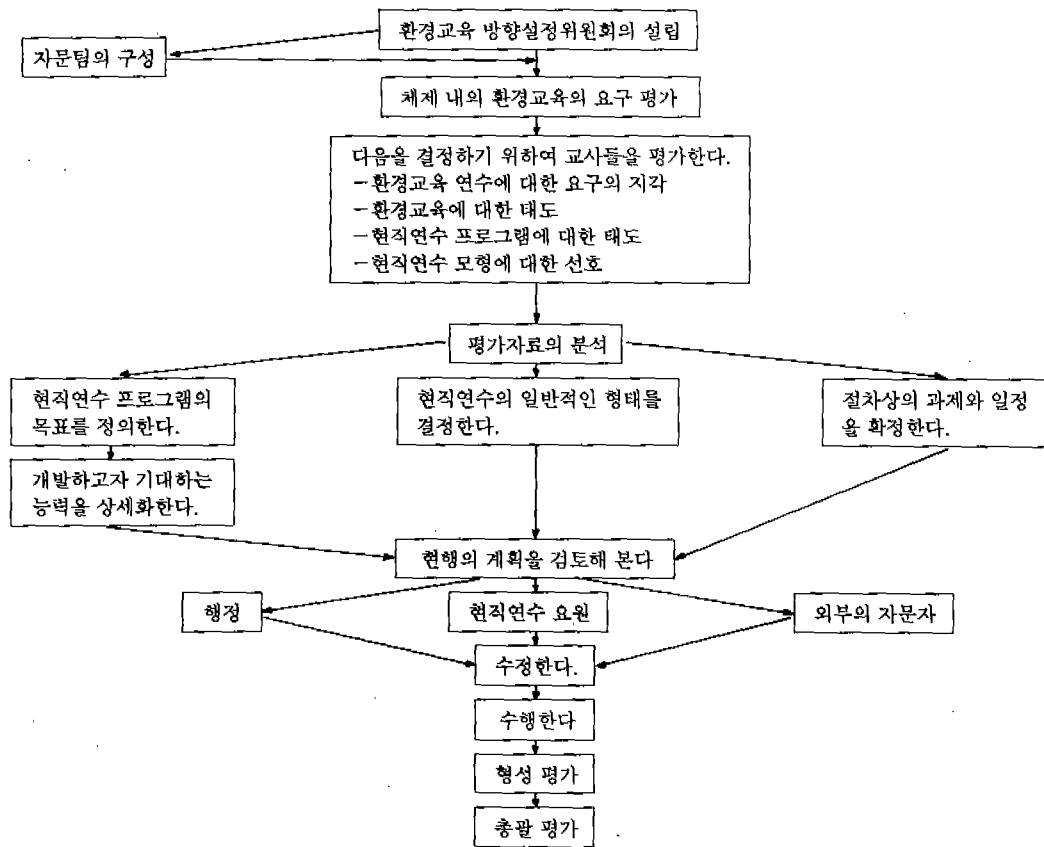 환경교육 방향설정위원회의 설립
자문팀의 구성
체제 내의 환경교육의 요구 평가
다음을 결정하기 위하여 교사들을 평가한다.
-환경교육 연수에 대한 요구의 지각
-환경교육에 대한 태도
-현직연수 프로그램에 대한 태도
-현직연수 모형에 대한 선호
평가자료의 분석
현직연수 프로그램의
목표를 정의한다.
현직연수의 일반적인 형태를
결정한다.
절차상의 과제와 일정
을 확정한다.
개발하고자 기대하는
능력을 상세화한다.
현행의 계획을 검토해 본다
행정
현직연수 요원
외부의 자문자
수정한다.
수행한다
형성 평가
총괄 평가